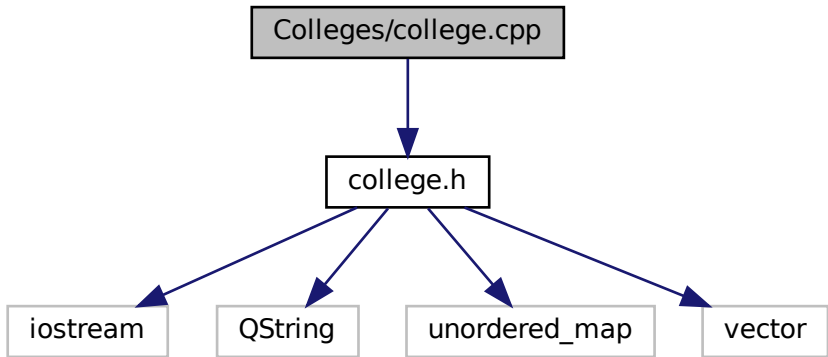 Colleges/college.cpp
college.h
iostream
QString
unordered_map
vector